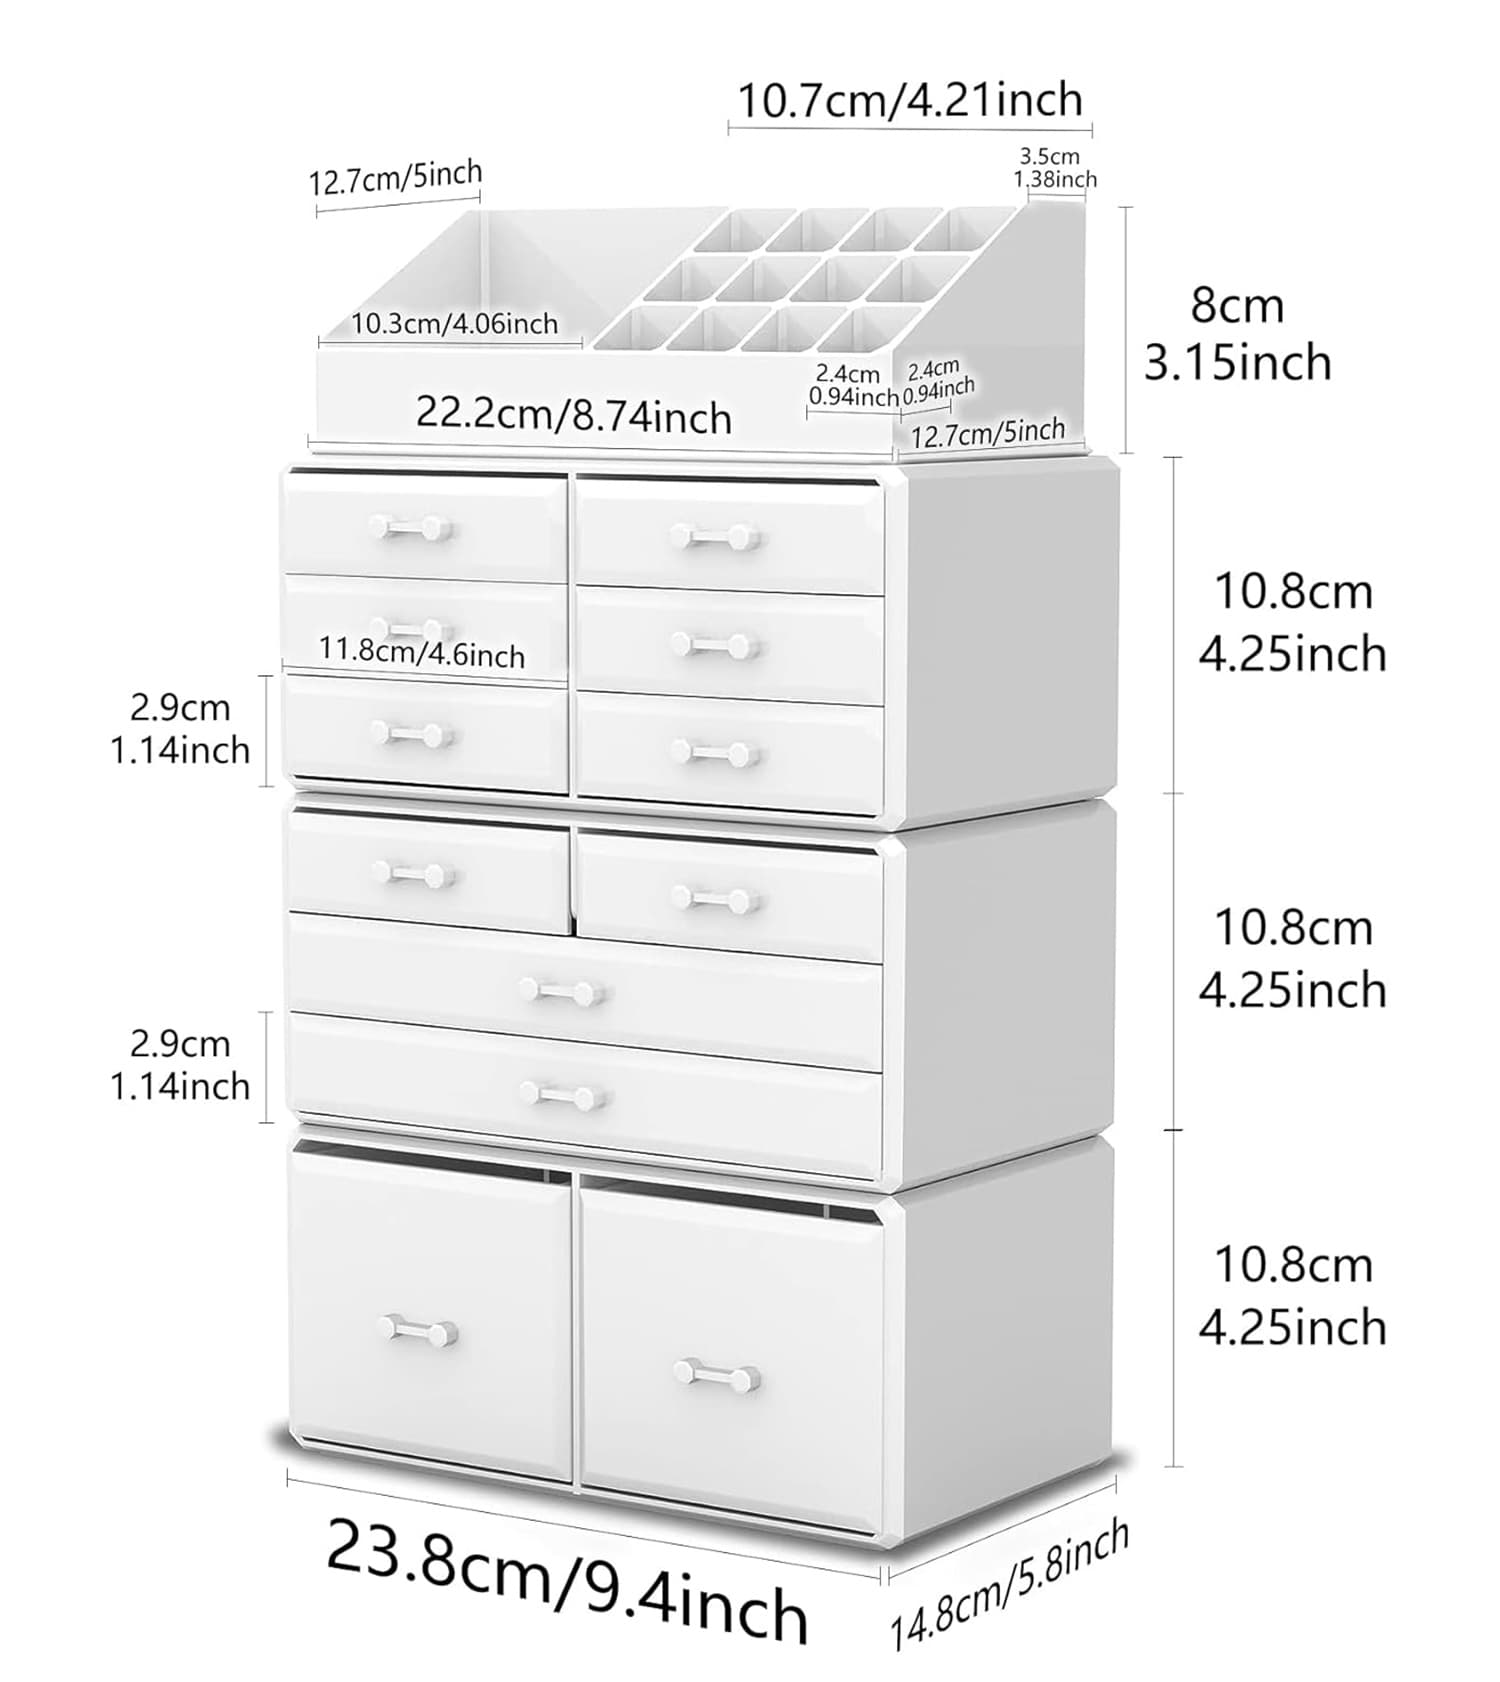 10.7cm/4.21inch
12.7cm/5inch
3.5cm
1.38inch
10.3cm/4.06inch
8cm
3.15inch
2.4cm
0.94inch
2.4cm
0.94inch
22.2cm/8.74inch
12.7cm/5inch
10.8cm
4.25inch
11.8cm/4.6inch
2.9cm
1.14inch
10.8cm
4.25inch
2.9cm
1.14inch
10.8cm
4.25inch
23.8cm/9.4inch
14.8cm/5.8inch